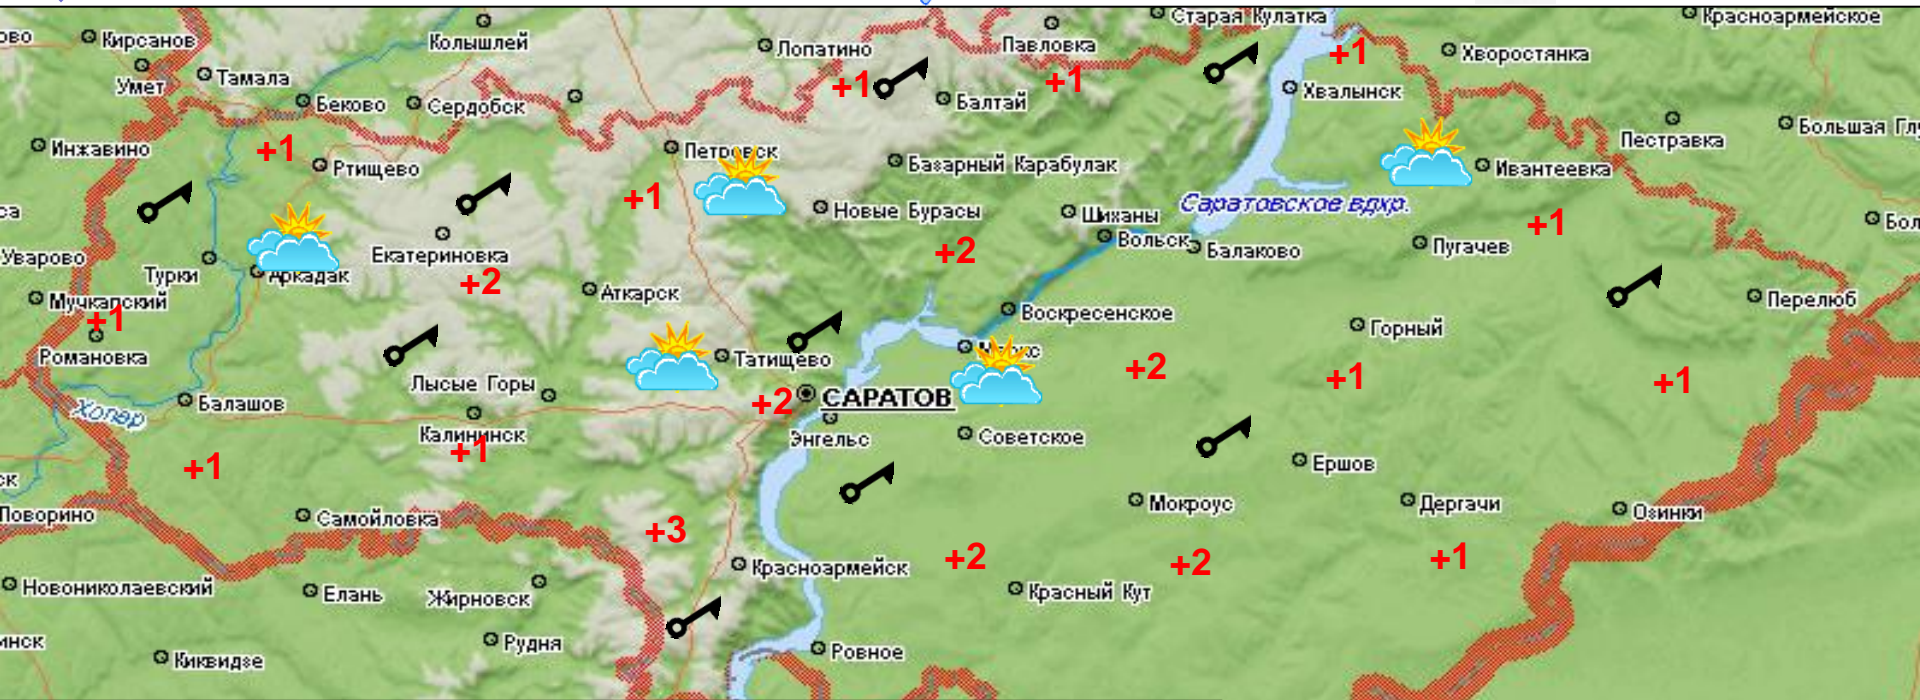 Старая Кулатка
Красноармейское
Кирсанов
Колышлей
Лопатино
Павловка
+1
Хворостянка
Умет
Тамала
+1
+1
Беково
Сердобск
Балтай
Хвалынск
Инжавино
+1
Петровск
Пестравка
Большая
Ртищево
Базарный Карабулак
Ивантеевка
+1
Новые Бурасы
Шиханы
Саратовское вдхр.
+1
Уварово
Турки
Аркадак
Екатериновка
+2
+2
Вольск
Балаково
Пугачев
Мучкапский
+1
Аткарск
Воскресенское
Горный
Перелюб
Романовка
Татищево
+2
+1
+1
Лысые Горы
+2
САРАТОВ
Хопер
Балашов
Калининск
+1
Энгельс
Советское
+1
Ершов
Поворино
Самойловка
+3
Мокроус
Дергачи
Озинки
Новониколаевский
Елань
Жирновск
Красноармейск
+2
Красный Кут
+2
+1
Киквидзе
Рудня
Ровное